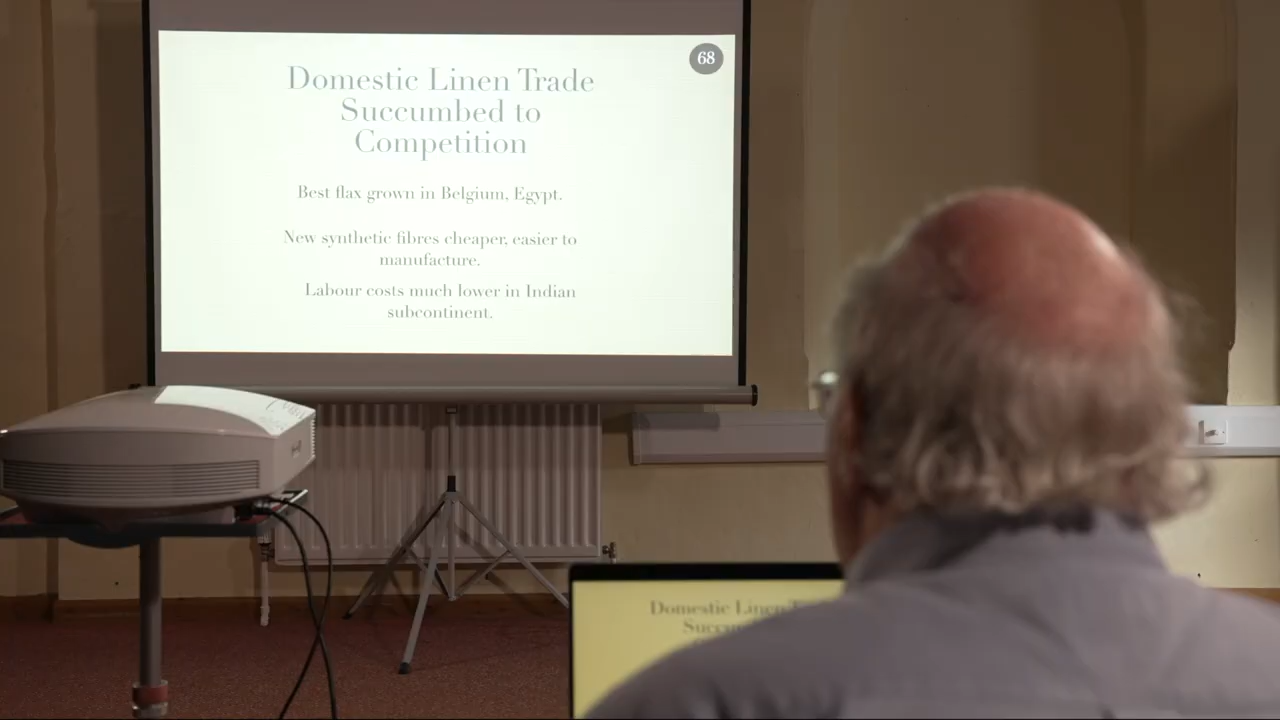 68
Domestic Linen Trade
Succumbed to
Competition
Best flax grown in Belgium, Egypt.
New synthetic fibres cheaper, easier to
manufacture.
Labour costs much lower in Indian
subcontinent.
Domestic Linen